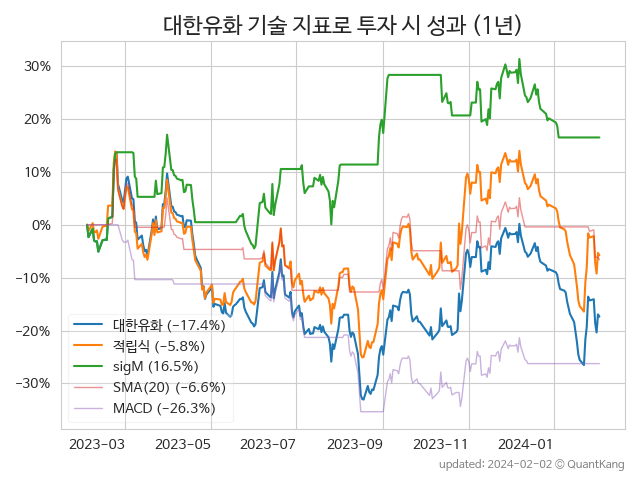 대한유화 기술 지표로 투자 시 성과 (1년)
30%
20%
10%
0%
−10%
−20%
−30%
대한유화 (−17.4%)
적립식 (−5.8%)
sigM (16.5%)
SMA(20) (−6.6%)
MACD (−26.3%)
2023−03 2023−05 2023−07 2023−09 2023−11 2024−01
updated: 2024−02−02 © QuantKang